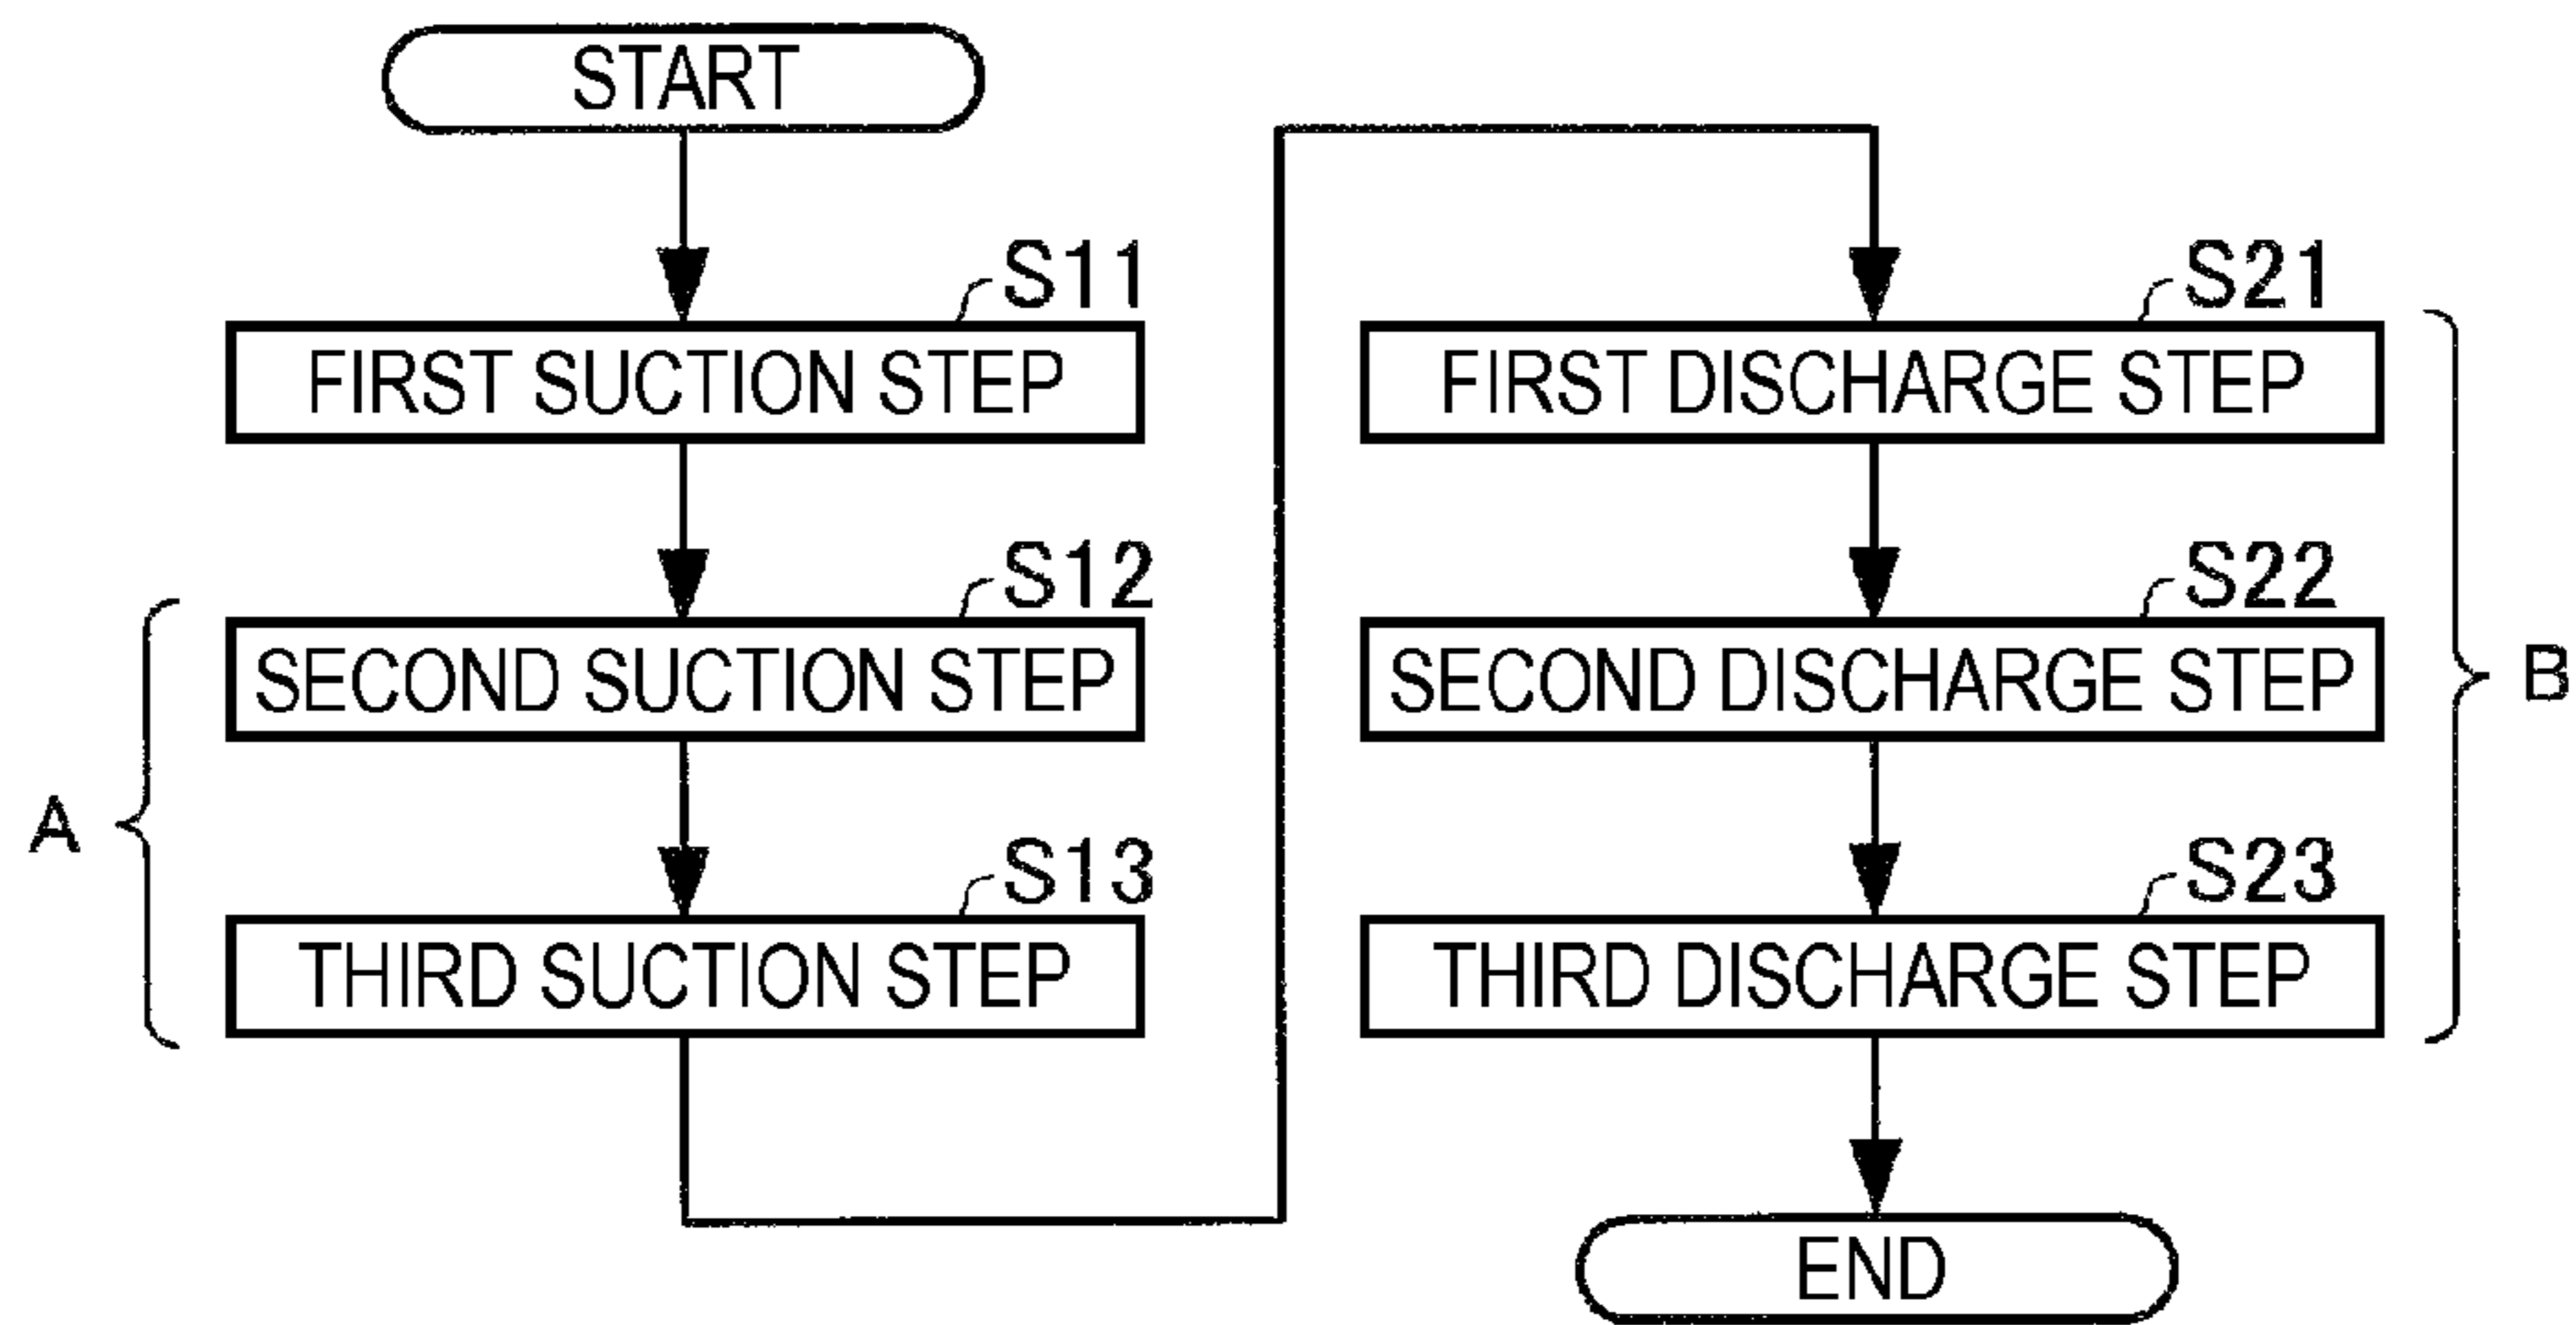 START
S11
FIRST SUCTION STEP
S12
SECOND SUCTION STEP
A
S13
THIRD SUCTION STEP
S21
FIRST DISCHARGE STEP
S22
SECOND DISCHARGE STEP
B
S23
THIRD DISCHARGE STEP
END